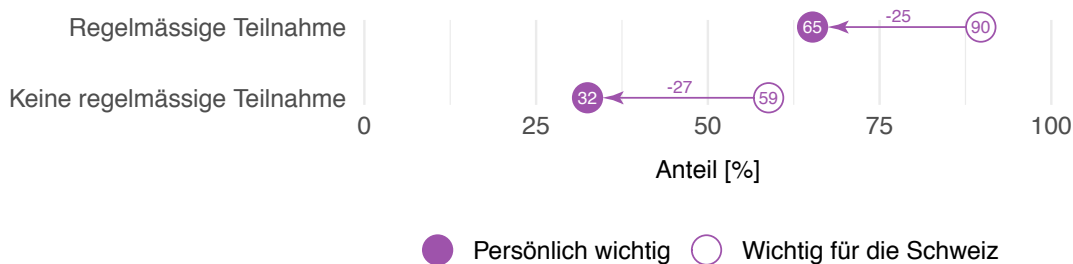 Regelmässige Teilnahme 65 -25 90
Keine regelmässige Teilnahme 32 -27 59
0 25 50 75 100
Anteil [%]
Persönlich wichtig Wichtig für die Schweiz